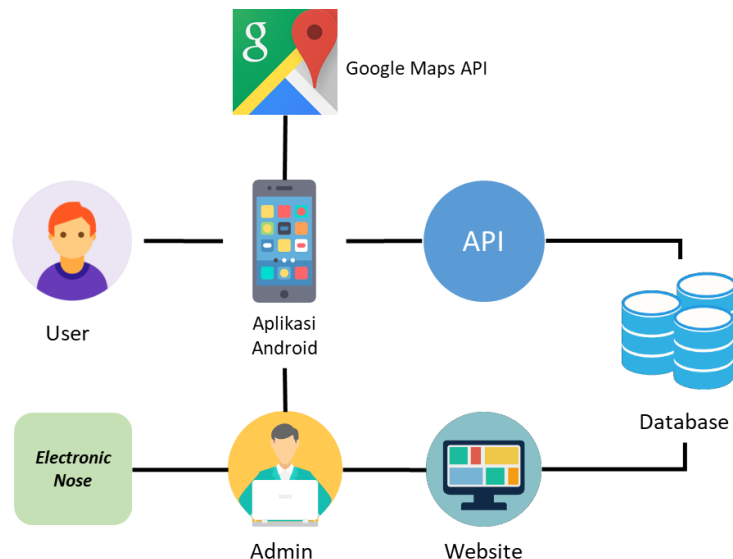 g
Google Maps API
API
User
Aplikasi
Android
Database
Electronic
Nose
Admin
Website